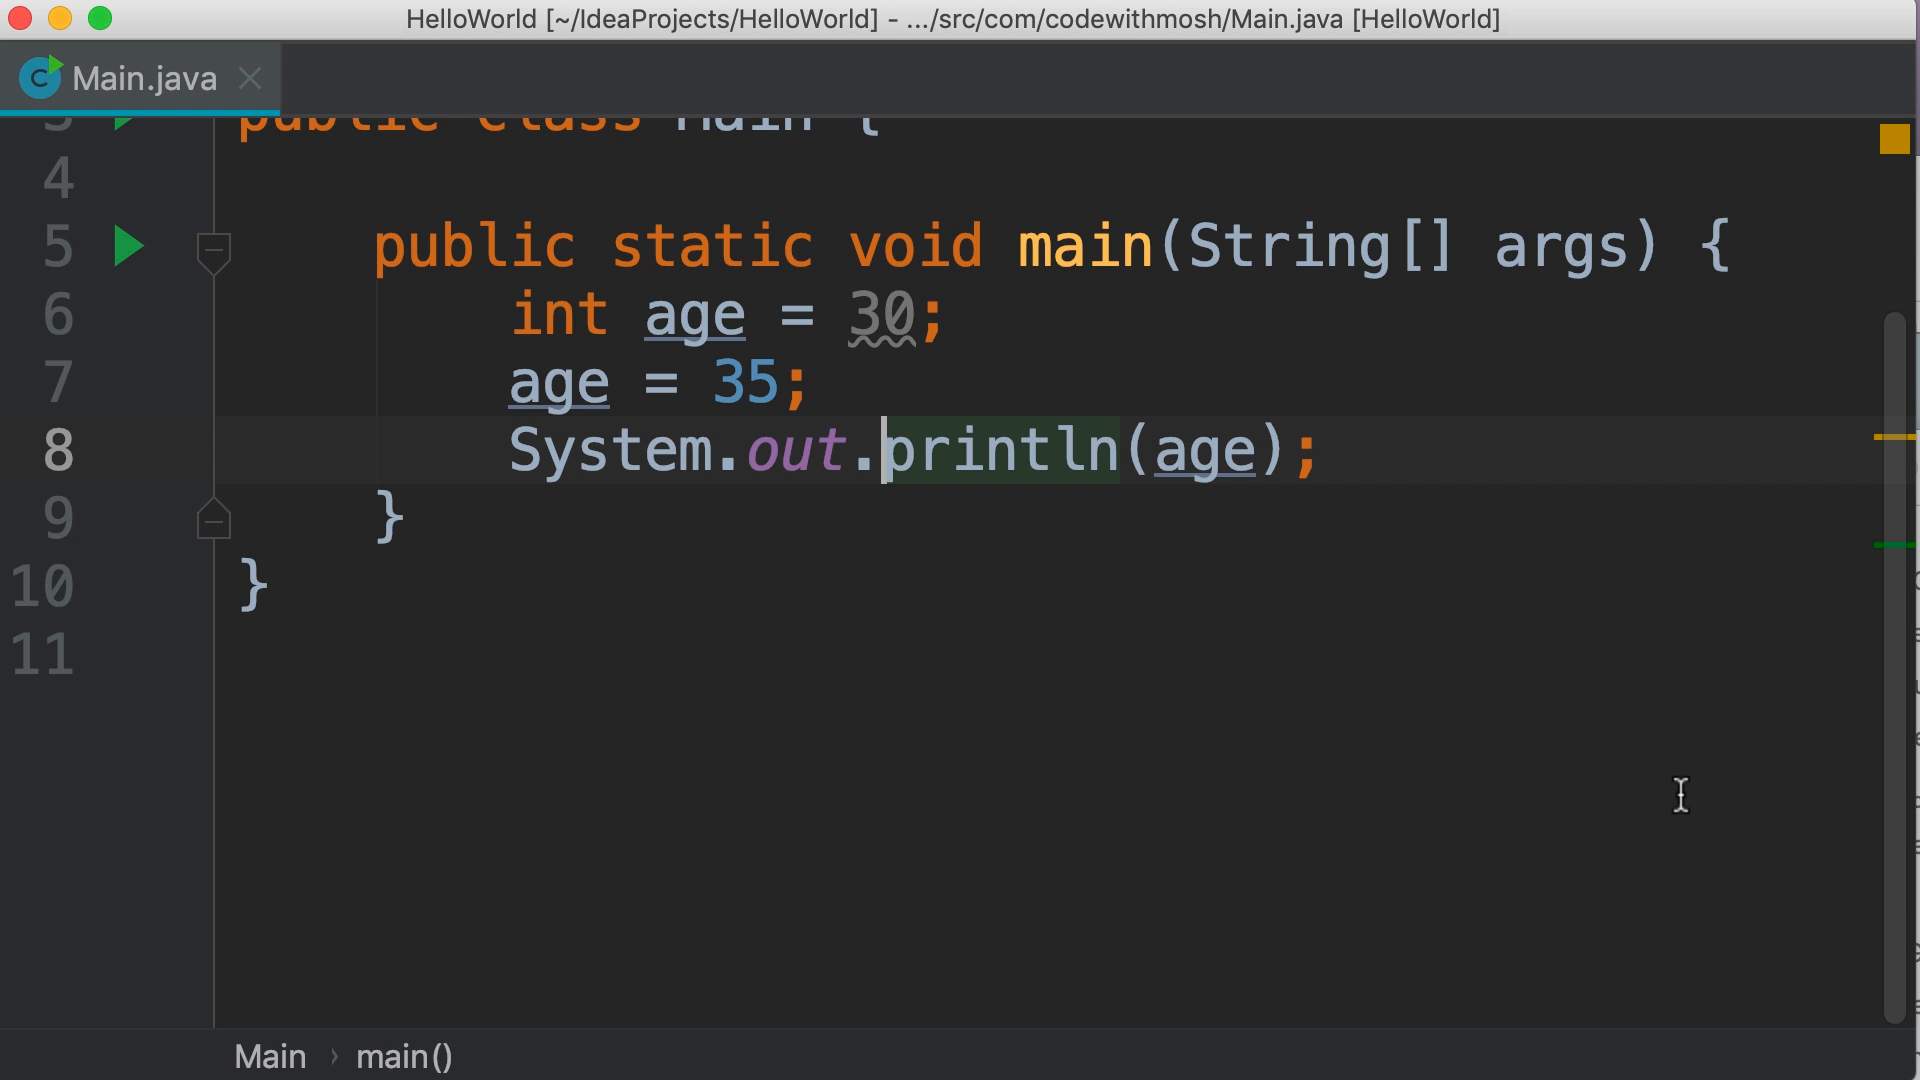 HelloWorld [~/IdeaProjects/HelloWorld] - .../src/com/codewithmosh/Main.java [HelloWorld]
C Main.java
3 public class Main {
4
5 public static void main(String[] args) {
6 int age = 30;
7 age = 35;
8 System.out.println(age);
9 }
10 }
11
Main › main()